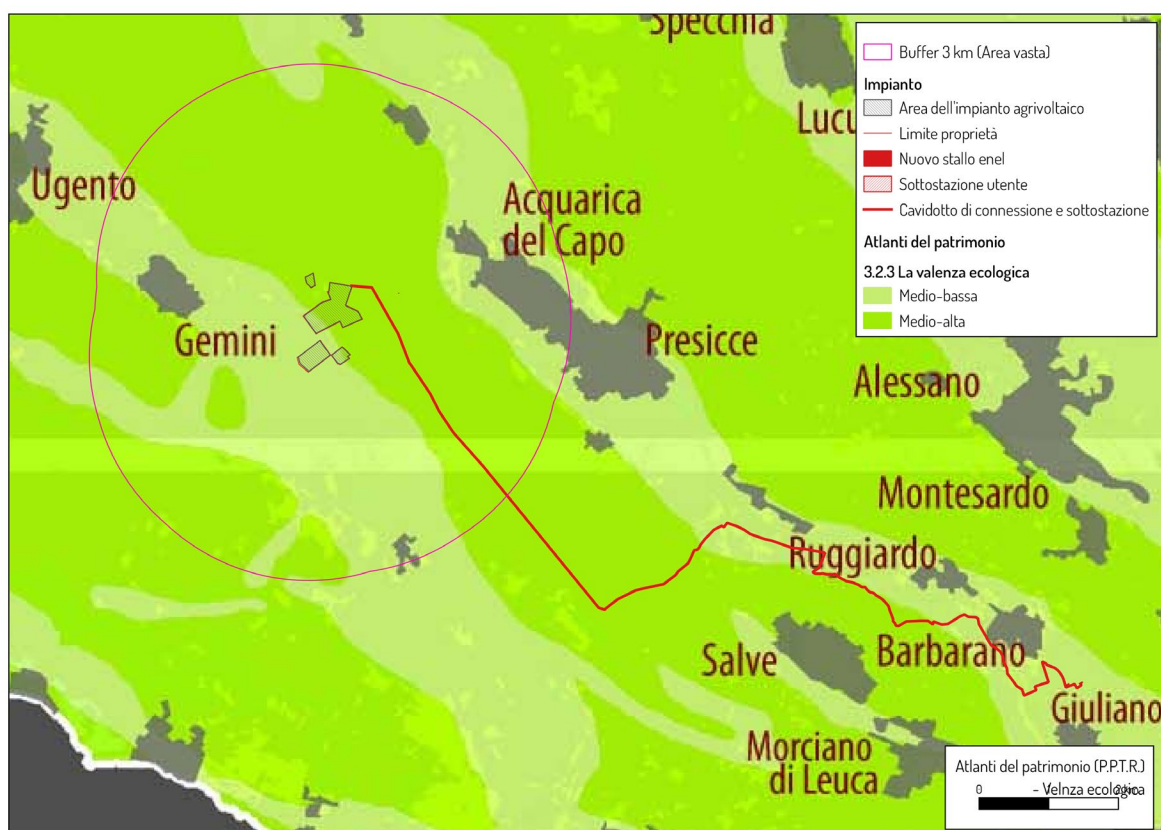 Specchia
Lucu
Ugento
Acquarica
del Capo
Gemini
Presicce
Alessano
Montesardo
Ruggiardo
Salve
Barbarano
Giuliano
Morciano
di Leuca
Buffer 3 km (Area vasta)
Impianto
Area dell'impianto agrivoltaico
Limite proprietà
Nuovo stallo enel
Sottostazione utente
Cavidotto di connessione e sottostazione
Atlanti del patrimonio
3.2.3 La valenza ecologica
Medio-bassa
Medio-alta
Atlanti del patrimonio (P.P.T.R.)
Velnza ecologica
0